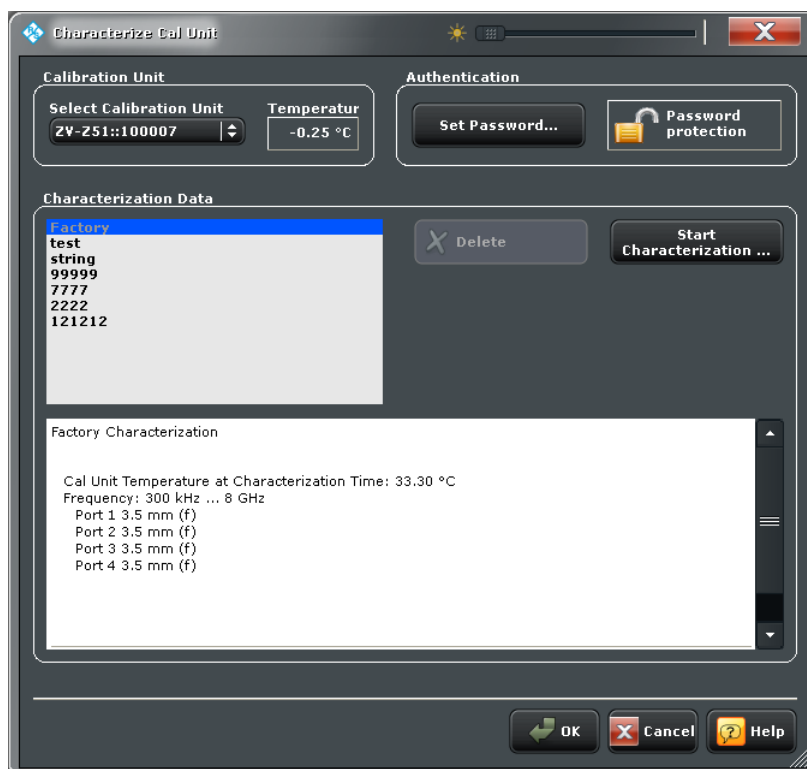 Characterize Cal Unit
Calibration Unit
Authentication
Select Calibration Unit
Temperatur
ZV-Z51::100007
-0.25 °C
Set Password...
Password
protection
Characterization Data
Factory
test
string
99999
7777
2222
121212
Delete
Start
Characterization ...
Factory Characterization
Cal Unit Temperature at Characterization Time: 33.30 °C
Frequency: 300 kHz ... 8 GHz
Port 1 3.5 mm (f)
Port 2 3.5 mm (f)
Port 3 3.5 mm (f)
Port 4 3.5 mm (f)
OK
Cancel
Help